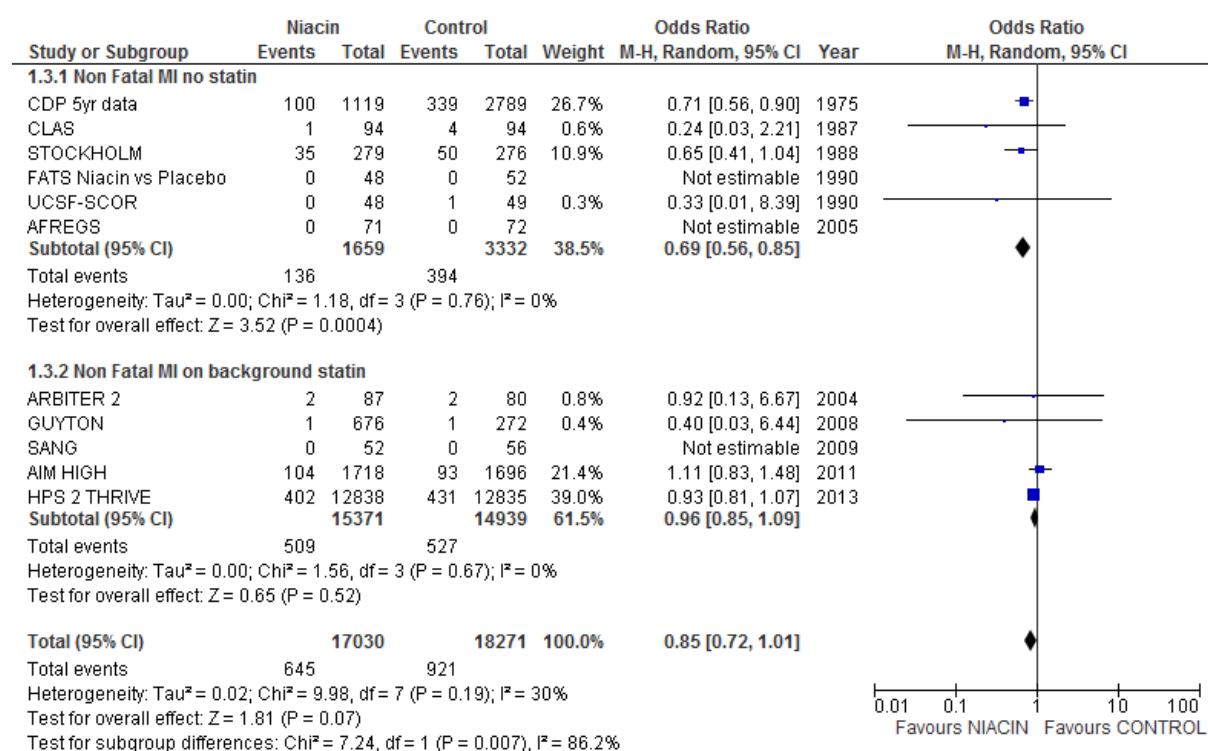 Niacin Control Odds Ratio Odds Ratio
Study or Subgroup Events Total Events Total Weight M-H, Random, 95% CI Year M-H, Random, 95% CI
1.3.1 Non Fatal MI no statin
CDP 5yr data 100 1119 339 2789 26.7% 0.71 [0.56, 0.90] 1975
CLAS 1 94 4 94 0.6% 0.24 [0.03, 2.21] 1987
STOCKHOLM 35 279 50 276 10.9% 0.65 [0.41, 1.04] 1988
FATS Niacin vs Placebo 0 48 0 52 Not estimable 1990
UCSF-SCOR 0 48 1 49 0.3% 0.33 [0.01, 8.39] 1990
AFREGS 0 71 0 72 Not estimable 2005
Subtotal (95% CI) 1659 3332 38.5% 0.69 [0.56, 0.85]
Total events 136 394
Heterogeneity: Tau² = 0.00; Chi² = 1.18, df = 3 (P = 0.76); I² = 0%
Test for overall effect: Z = 3.52 (P = 0.0004)
1.3.2 Non Fatal MI on background statin
ARBITER 2 2 87 2 80 0.8% 0.92 [0.13, 6.67] 2004
GUYTON 1 676 1 272 0.4% 0.40 [0.03, 6.44] 2008
SANG 0 52 0 56 Not estimable 2009
AIM HIGH 104 1718 93 1696 21.4% 1.11 [0.83, 1.48] 2011
HPS 2 THRIVE 402 12838 431 12835 39.0% 0.93 [0.81, 1.07] 2013
Subtotal (95% CI) 15371 14939 61.5% 0.96 [0.85, 1.09]
Total events 509 527
Heterogeneity: Tau² = 0.00; Chi² = 1.56, df = 3 (P = 0.67); I² = 0%
Test for overall effect: Z = 0.65 (P = 0.52)
Total (95% CI) 17030 18271 100.0% 0.85 [0.72, 1.01]
Total events 645 921
Heterogeneity: Tau² = 0.02; Chi² = 9.98, df = 7 (P = 0.19); I² = 30%
Test for overall effect: Z = 1.81 (P = 0.07)
Test for subgroup differences: Chi² = 7.24, df = 1 (P = 0.007), I² = 86.2%
0.01 0.1 1 10 100
Favours NIACIN Favours CONTROL